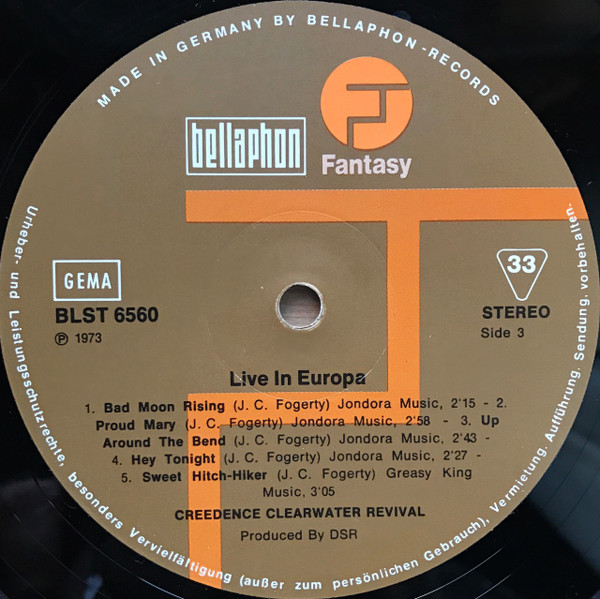 MADE IN GERMANY BY BELLAPHON-RECORDS
bellaphon
Fantasy
GEMA
BLST 6560
℗ 1973
33
STEREO
Side 3
Live In Europa
1. Bad Moon Rising (J. C. Fogerty) Jondora Music, 2'15 - 2.
Proud Mary (J. C. Fogerty) Jondora Music, 2'58 - 3. Up
Around The Bend (J. C. Fogerty) Jondora Music, 2'43 -
4. Hey Tonight (J. C. Fogerty) Jondora Music, 2'27 -
5. Sweet Hitch-Hiker (J. C. Fogerty) Greasy King
Music, 3'05
CREEDENCE CLEARWATER REVIVAL
Produced By DSR
Urheber- und Leistungsschutzrechte, besonders Vervielfältigung (außer zum persönlichen Gebrauch), Vermietung, Aufführung, Sendung, vorbehalten.